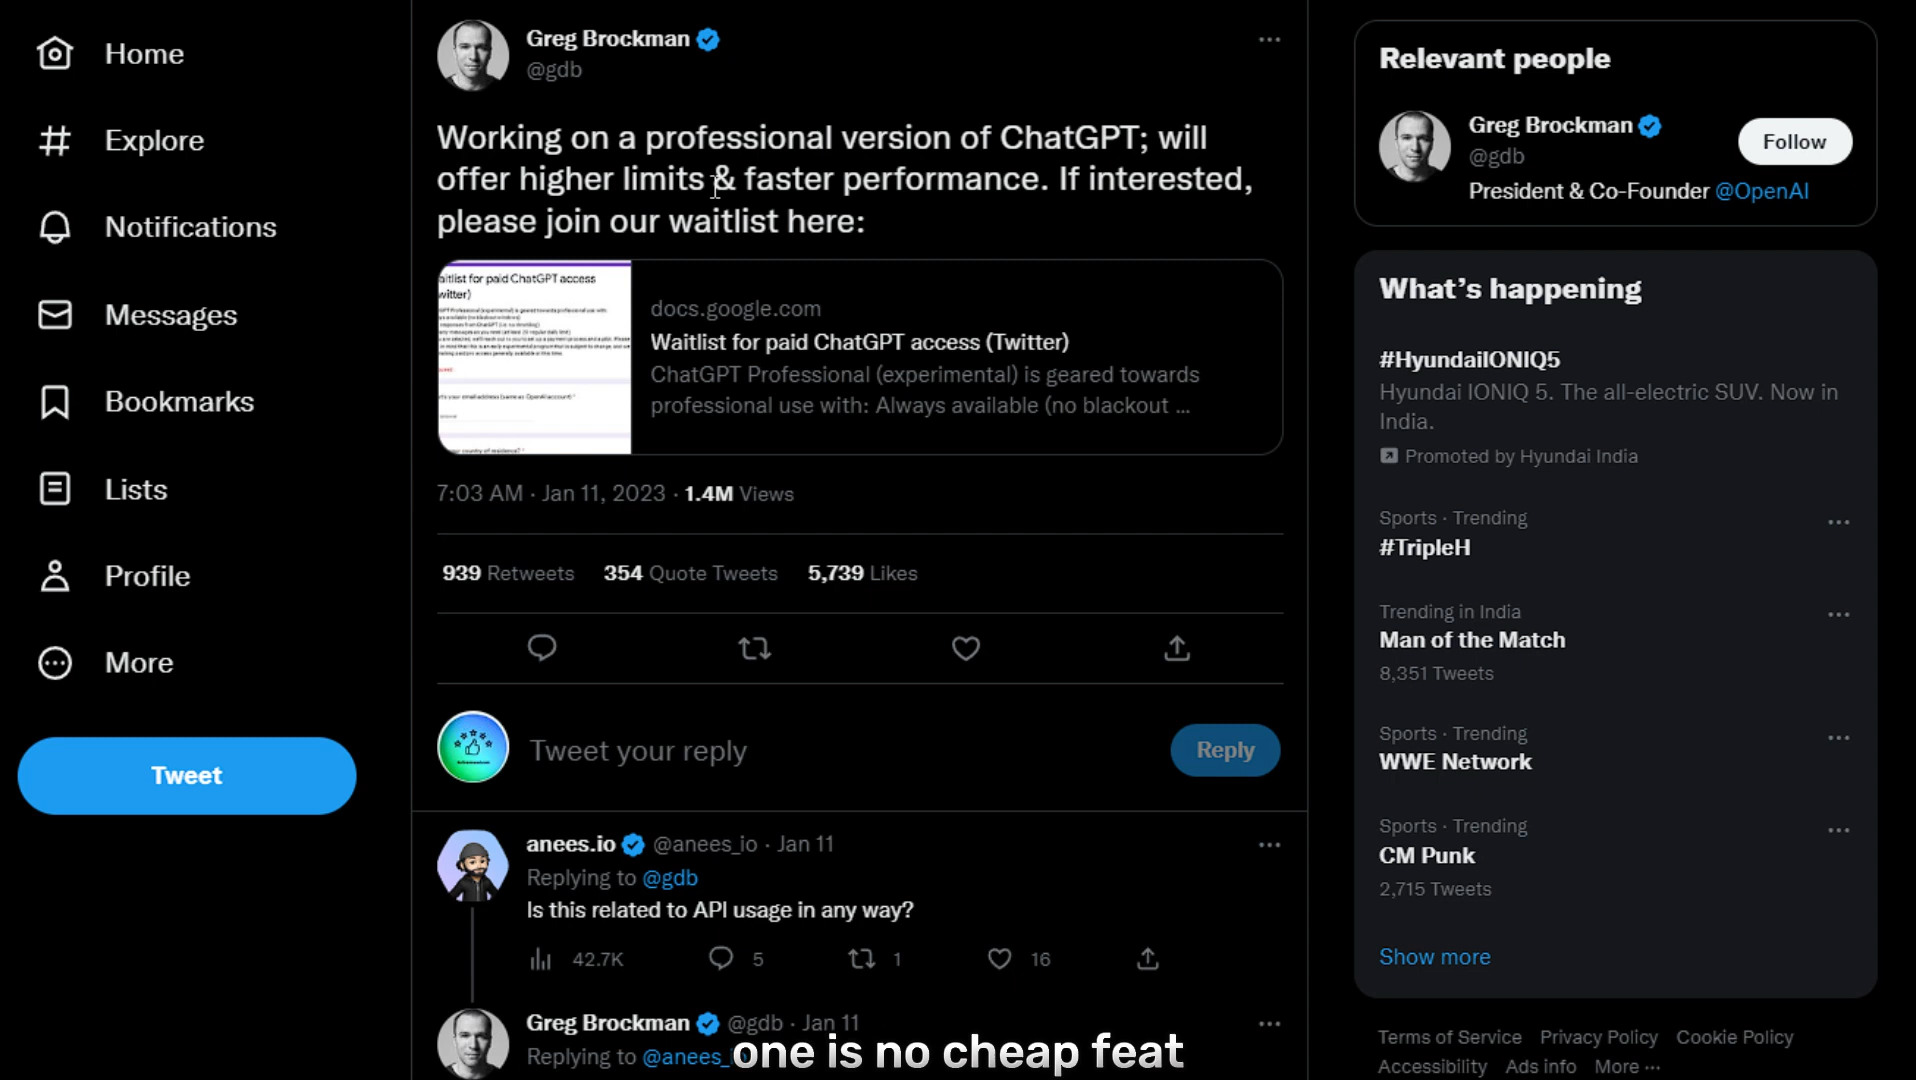 Home
Explore
Notifications
Messages
Bookmarks
Lists
Profile
More
Tweet
Greg Brockman
@gdb
Working on a professional version of ChatGPT; will
offer higher limits & faster performance. If interested,
please join our waitlist here:
aitlist for paid ChatGPT access
witter)
docs.google.com
Waitlist for paid ChatGPT access (Twitter)
ChatGPT Professional (experimental) is geared towards
professional use with: Always available (no blackout ...
7:03 AM · Jan 11, 2023 · 1.4M Views
939 Retweets 354 Quote Tweets 5,739 Likes
Tweet your reply
Reply
anees.io @anees_io · Jan 11
Replying to @gdb
Is this related to API usage in any way?
42.7K 5 1 16
Greg Brockman @gdb · Jan 11
Replying to @anees_
one is no cheap feat
Relevant people
Greg Brockman
@gdb
Follow
President & Co-Founder @OpenAI
What's happening
#HyundaiIONIQ5
Hyundai IONIQ 5. The all-electric SUV. Now in
India.
Promoted by Hyundai India
Sports · Trending
#TripleH
Trending in India
Man of the Match
8,351 Tweets
Sports · Trending
WWE Network
Sports · Trending
CM Punk
2,715 Tweets
Show more
Terms of Service Privacy Policy Cookie Policy
Accessibility Ads info More ···